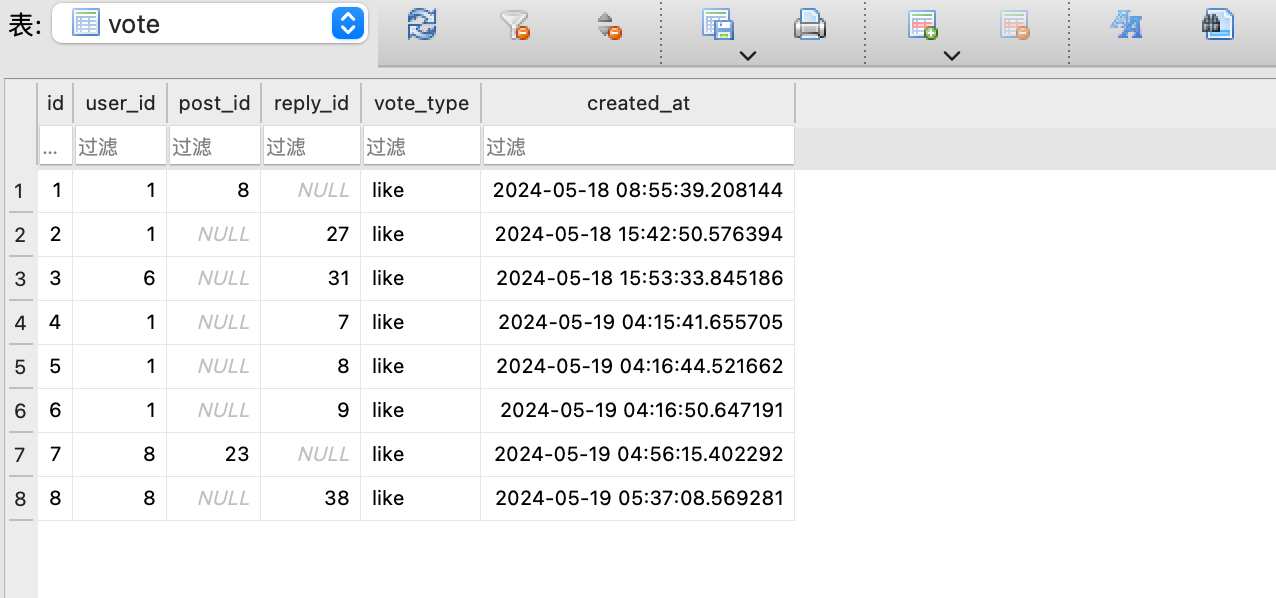 表: vote
id user_id post_id reply_id vote_type created_at
... 过滤 过滤 过滤 过滤 过滤
1 1 1 8 NULL like 2024-05-18 08:55:39.208144
2 2 1 NULL 27 like 2024-05-18 15:42:50.576394
3 3 6 NULL 31 like 2024-05-18 15:53:33.845186
4 4 1 NULL 7 like 2024-05-19 04:15:41.655705
5 5 1 NULL 8 like 2024-05-19 04:16:44.521662
6 6 1 NULL 9 like 2024-05-19 04:16:50.647191
7 7 8 23 NULL like 2024-05-19 04:56:15.402292
8 8 8 NULL 38 like 2024-05-19 05:37:08.569281